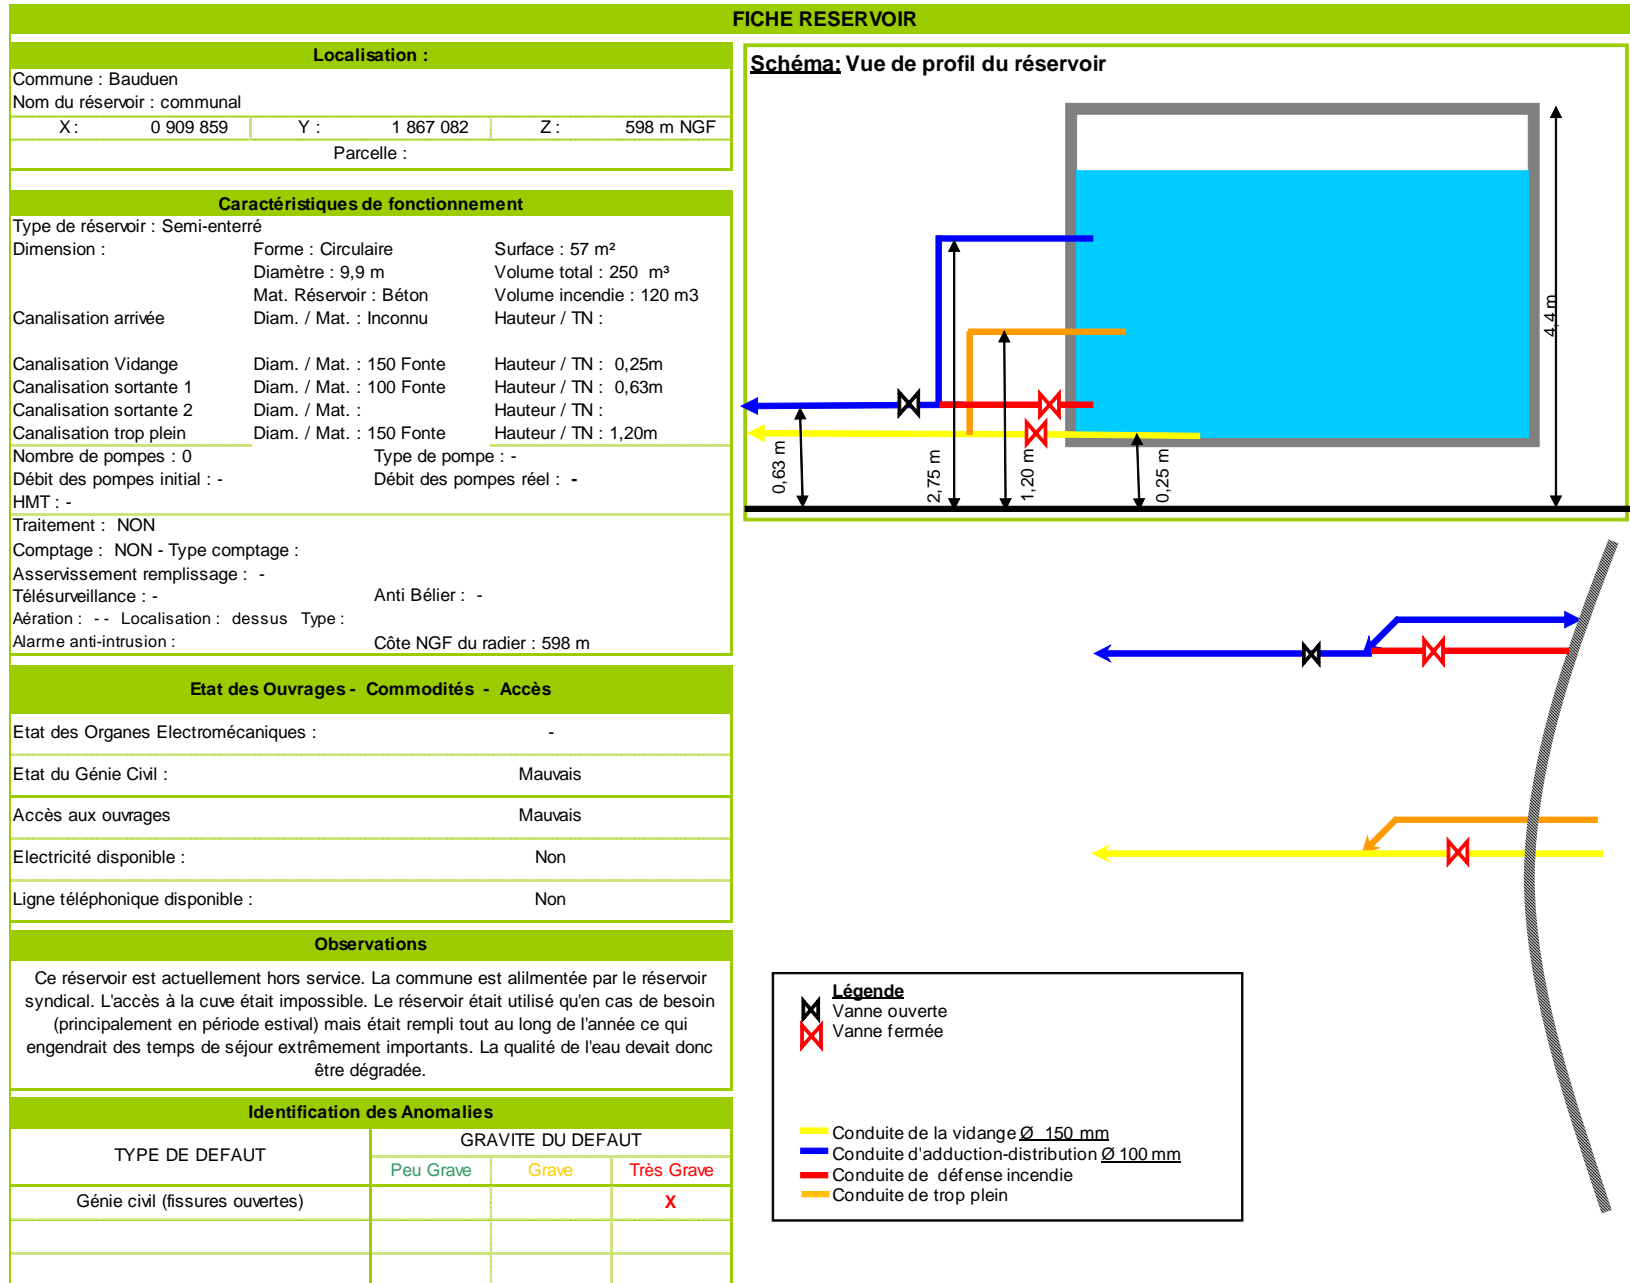 FICHE RESERVOIR
Localisation :
Commune : Bauduen
Nom du réservoir : communal
X : 0 909 859 Y : 1 867 082 Z : 598 m NGF
Parcelle :
Caractéristiques de fonctionnement
Type de réservoir : Semi-enterré
Dimension : Forme : Circulaire Surface : 57 m²
Diamètre : 9,9 m Volume total : 250 m³
Mat. Réservoir : Béton Volume incendie : 120 m3
Canalisation arrivée Diam. / Mat. : Inconnu Hauteur / TN :
Canalisation Vidange Diam. / Mat. : 150 Fonte Hauteur / TN : 0,25m
Canalisation sortante 1 Diam. / Mat. : 100 Fonte Hauteur / TN : 0,63m
Canalisation sortante 2 Diam. / Mat. : Hauteur / TN :
Canalisation trop plein Diam. / Mat. : 150 Fonte Hauteur / TN : 1,20m
Nombre de pompes : 0 Type de pompe : -
Débit des pompes initial : - Débit des pompes réel : -
HMT : -
Traitement : NON
Comptage : NON - Type comptage :
Asservissement remplissage : -
Télésurveillance : - Anti Bélier : -
Aération : - - Localisation : dessus Type :
Alarme anti-intrusion : Côte NGF du radier : 598 m
Etat des Ouvrages - Commodités - Accès
Etat des Organes Electromécaniques : -
Etat du Génie Civil : Mauvais
Accès aux ouvrages Mauvais
Electricité disponible : Non
Ligne téléphonique disponible : Non
Observations
Ce réservoir est actuellement hors service. La commune est alilmentée par le réservoir
syndical. L'accès à la cuve était impossible. Le réservoir était utilisé qu'en cas de besoin
(principalement en période estival) mais était rempli tout au long de l'année ce qui
engendrait des temps de séjour extrêmement importants. La qualité de l'eau devait donc
être dégradée.
Identification des Anomalies
TYPE DE DEFAUT GRAVITE DU DEFAUT
Peu Grave Grave Très Grave
Génie civil (fissures ouvertes) X
Schéma: Vue de profil du réservoir
4,4 m
0,63 m
2,75 m
1,20 m
0,25 m
Légende
Vanne ouverte
Vanne fermée
Conduite de la vidange Ø 150 mm
Conduite d'adduction-distribution Ø 100 mm
Conduite de défense incendie
Conduite de trop plein